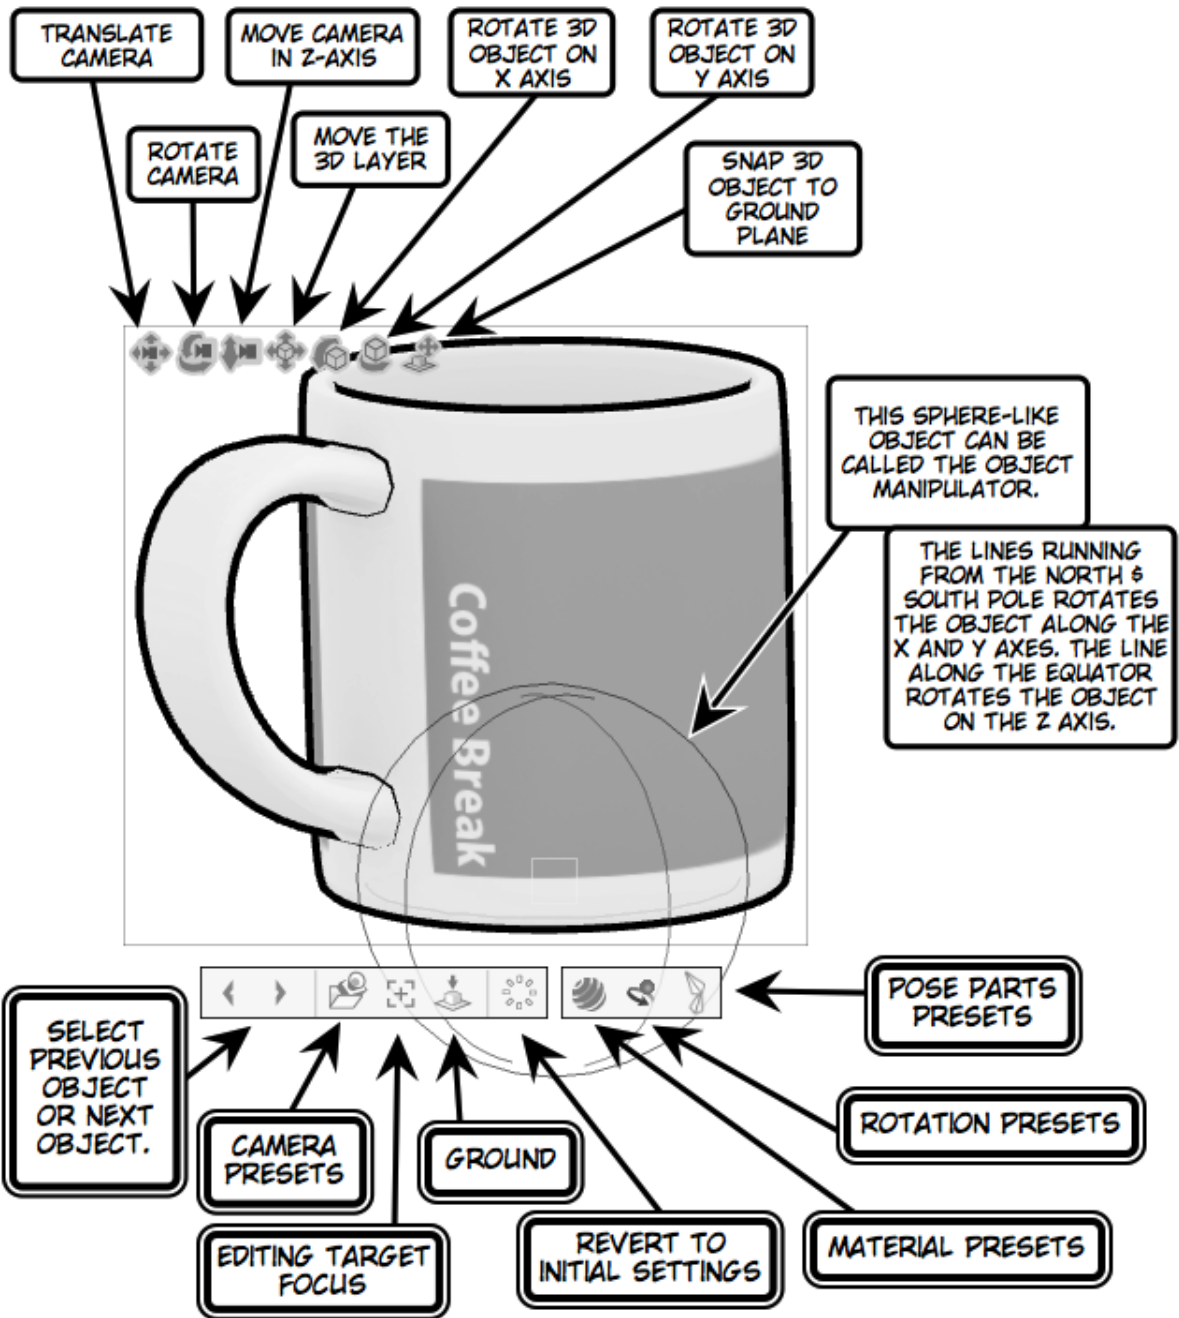 TRANSLATE
CAMERA
MOVE CAMERA
IN Z-AXIS
ROTATE 3D
OBJECT ON
X AXIS
ROTATE 3D
OBJECT ON
Y AXIS
ROTATE
CAMERA
MOVE THE
3D LAYER
SNAP 3D
OBJECT TO
GROUND
PLANE
THIS SPHERE-LIKE
OBJECT CAN BE
CALLED THE OBJECT
MANIPULATOR.
THE LINES RUNNING
FROM THE NORTH &
SOUTH POLE ROTATES
THE OBJECT ALONG THE
X AND Y AXES. THE LINE
ALONG THE EQUATOR
ROTATES THE OBJECT
ON THE Z AXIS.
Coffee Break
SELECT
PREVIOUS
OBJECT
OR NEXT
OBJECT.
CAMERA
PRESETS
EDITING TARGET
FOCUS
GROUND
REVERT TO
INITIAL SETTINGS
MATERIAL PRESETS
ROTATION PRESETS
POSE PARTS
PRESETS